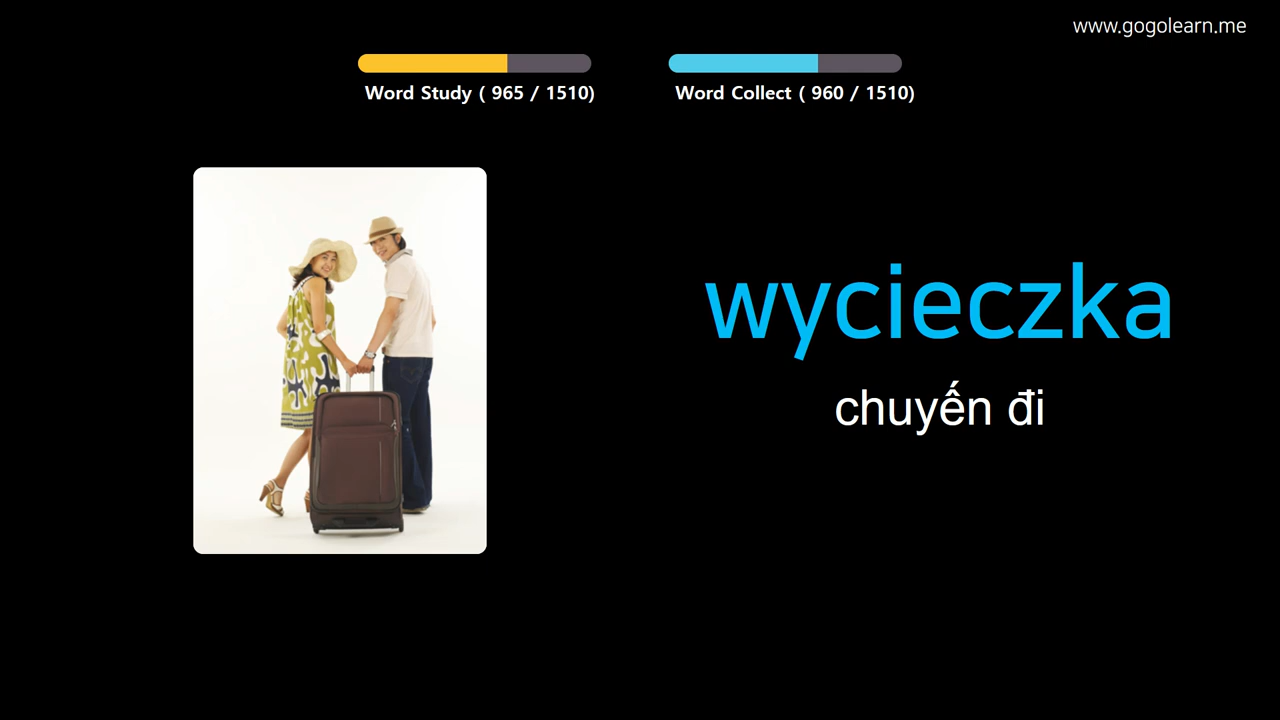 www.gogolearn.me
Word Study ( 965 / 1510)
Word Collect ( 960 / 1510)
wycieczka
chuyến đi